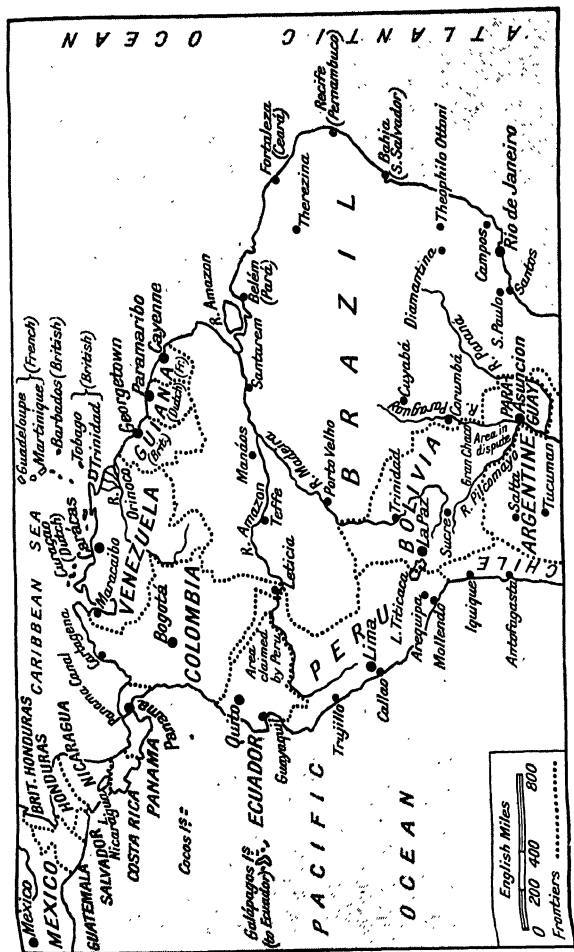 ATLANTIC OCEAN
CARIBBEAN SEA
PACIFIC
OCEAN
Mexico
MEXICO
BRIT. HONDURAS
HONDURAS
GUATEMALA
SALVADOR
NICARAGUA
L.
Nicaragua
COSTA RICA
PANAMA
Panama Canal
Panama
Cocos Is
Galápagos Is
(to Ecuador)
Guadeloupe
Martinique
(French)
Barbados (British)
Tobago
Trinidad
(British)
Curaçao
(Dutch)
Caracas
Maracaibo
Cartagena
VENEZUELA
R.
Orinoco
Georgetown
Paramaribo
Cayenne
GUIANA
(Brit.)
(Dutch)
(Fr.)
Bogotá
COLOMBIA
Quito
ECUADOR
Guayaquil
Area
claimed
by Peru
Leticia
R. Amazon
Teffe
Manáos
R. Madeira
Porto Velho
Santarem
R. Amazon
Belém
(Pará)
Fortaleza
(Ceará)
Therezina
Recife
(Pernambuco)
Bahia
(S. Salvador)
BRAZIL
Theophilo Ottoni
Diamantina
Campos
Rio de Janeiro
S. Paulo
Santos
R. Paraná
Cuyabá
Corumbá
R.
Paraguay
PARA-
GUAY
Asuncion
Gran Chaco
Area in
dispute
R. Pilcomayo
PERU
Trujillo
Lima
Callao
L. Titicaca
Arequipa
Mollendo
BOLIVIA
Trinidad
La Paz
Sucre
Iquique
Antofagasta
CHILE
Salta
Tucuman
ARGENTINE
English Miles
0 200 400 800
Frontiers